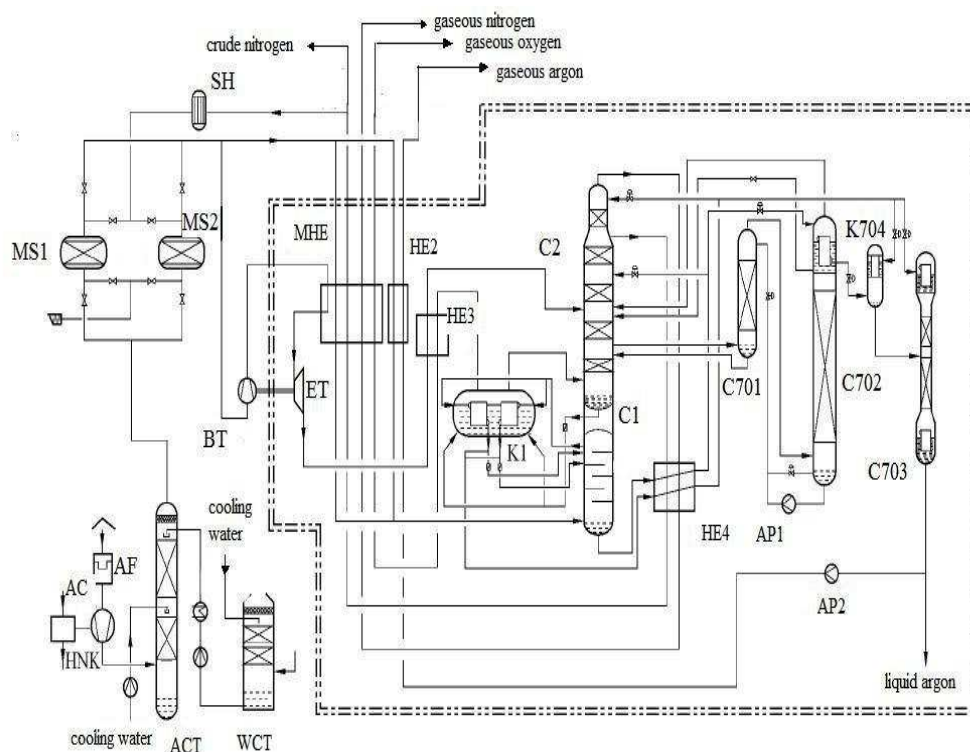 gaseous nitrogen
crude nitrogen
gaseous oxygen
gaseous argon
SH
MS1
MS2
MHE
HE2
C2
K704
HE3
ET
BT
C701
C702
C1
K1
C703
cooling
water
HE4
AP1
AF
AC
AP2
HNK
liquid argon
cooling water
ACT
WCT